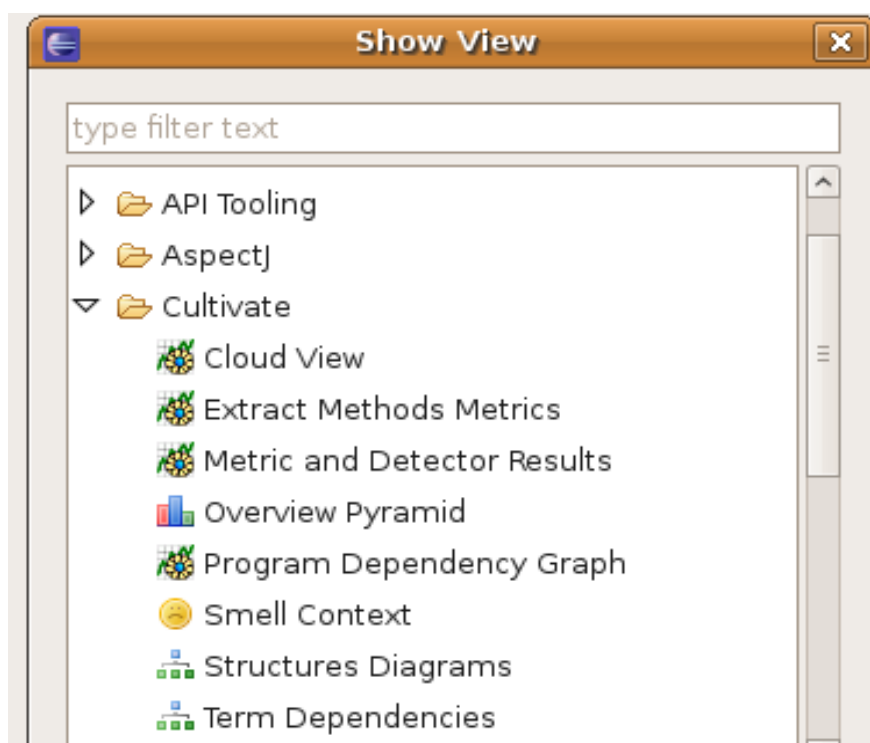 Show View
type filter text
API Tooling
AspectJ
Cultivate
Cloud View
Extract Methods Metrics
Metric and Detector Results
Overview Pyramid
Program Dependency Graph
Smell Context
Structures Diagrams
Term Dependencies